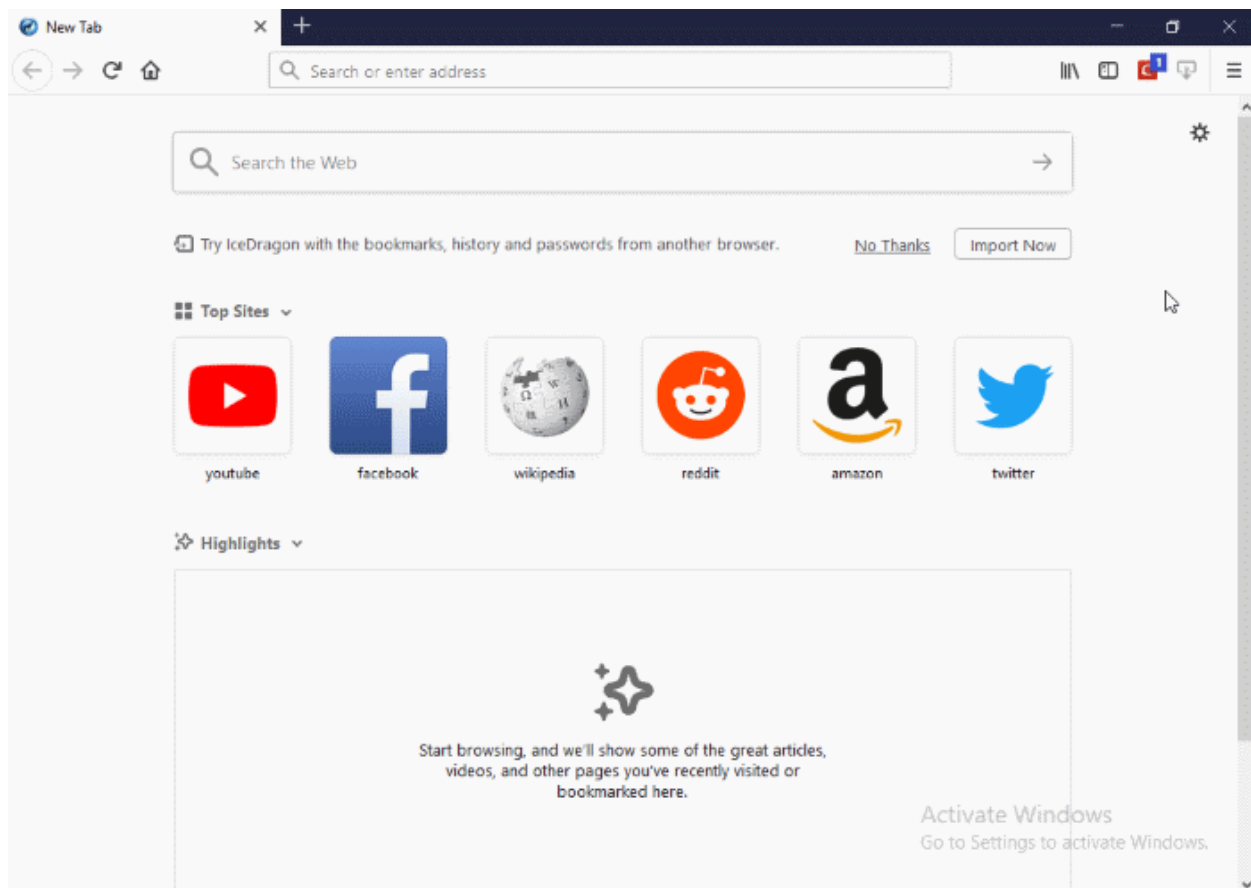 New Tab
Search or enter address
1
Search the Web
Try IceDragon with the bookmarks, history and passwords from another browser. No Thanks Import Now
Top Sites
youtube facebook wikipedia reddit amazon twitter
Highlights
Start browsing, and we'll show some of the great articles,
videos, and other pages you've recently visited or
bookmarked here.
Activate Windows
Go to Settings to activate Windows.